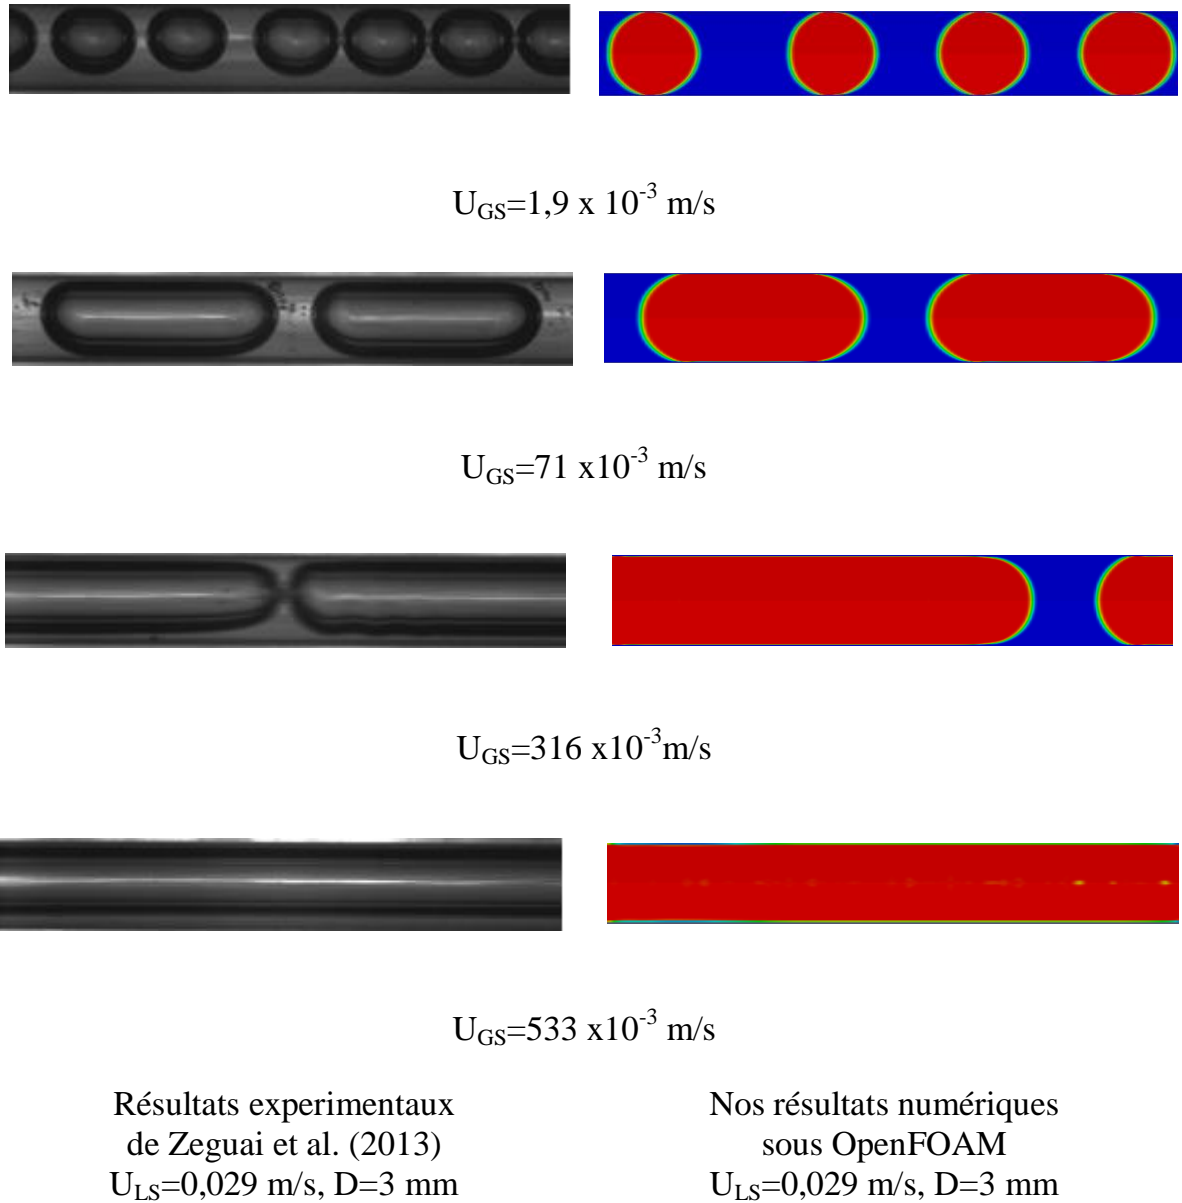 U_GS=1,9 x 10^-3 m/s
U_GS=71 x10^-3 m/s
U_GS=316 x10^-3m/s
U_GS=533 x10^-3 m/s
Résultats experimentaux
de Zeguai et al. (2013)
U_LS=0,029 m/s, D=3 mm
Nos résultats numériques
sous OpenFOAM
U_LS=0,029 m/s, D=3 mm